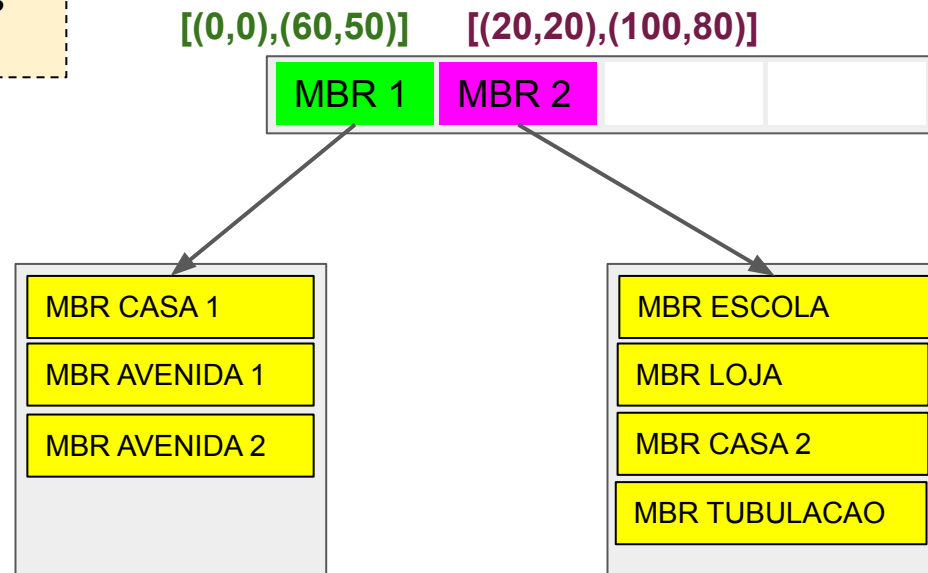 [(0,0),(60,50)] [(20,20),(100,80)]
MBR 1 MBR 2
MBR CASA 1
MBR AVENIDA 1
MBR AVENIDA 2
MBR ESCOLA
MBR LOJA
MBR CASA 2
MBR TUBULACAO